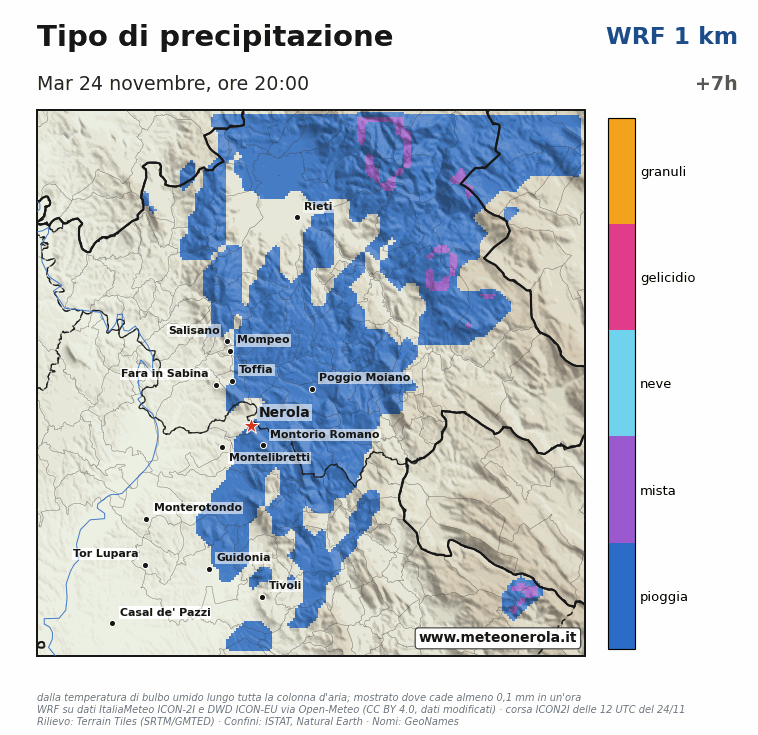 Tipo di precipitazione
WRF 1 km
Mar 24 novembre, ore 20:00
+7h
granuli
gelicidio
neve
mista
pioggia
Rieti
Salisano
Mompeo
Fara in Sabina
Toffia
Poggio Moiano
Nerola
Montorio Romano
Montelibretti
Monterotondo
Tor Lupara
Guidonia
Tivoli
Casal de' Pazzi
www.meteonerola.it
dalla temperatura di bulbo umido lungo tutta la colonna d'aria; mostrato dove cade almeno 0,1 mm in un'ora
WRF su dati ItaliaMeteo ICON-2I e DWD ICON-EU via Open-Meteo (CC BY 4.0, dati modificati) · corsa ICON2I delle 12 UTC del 24/11
Rilievo: Terrain Tiles (SRTM/GMTED) · Confini: ISTAT, Natural Earth · Nomi: GeoNames